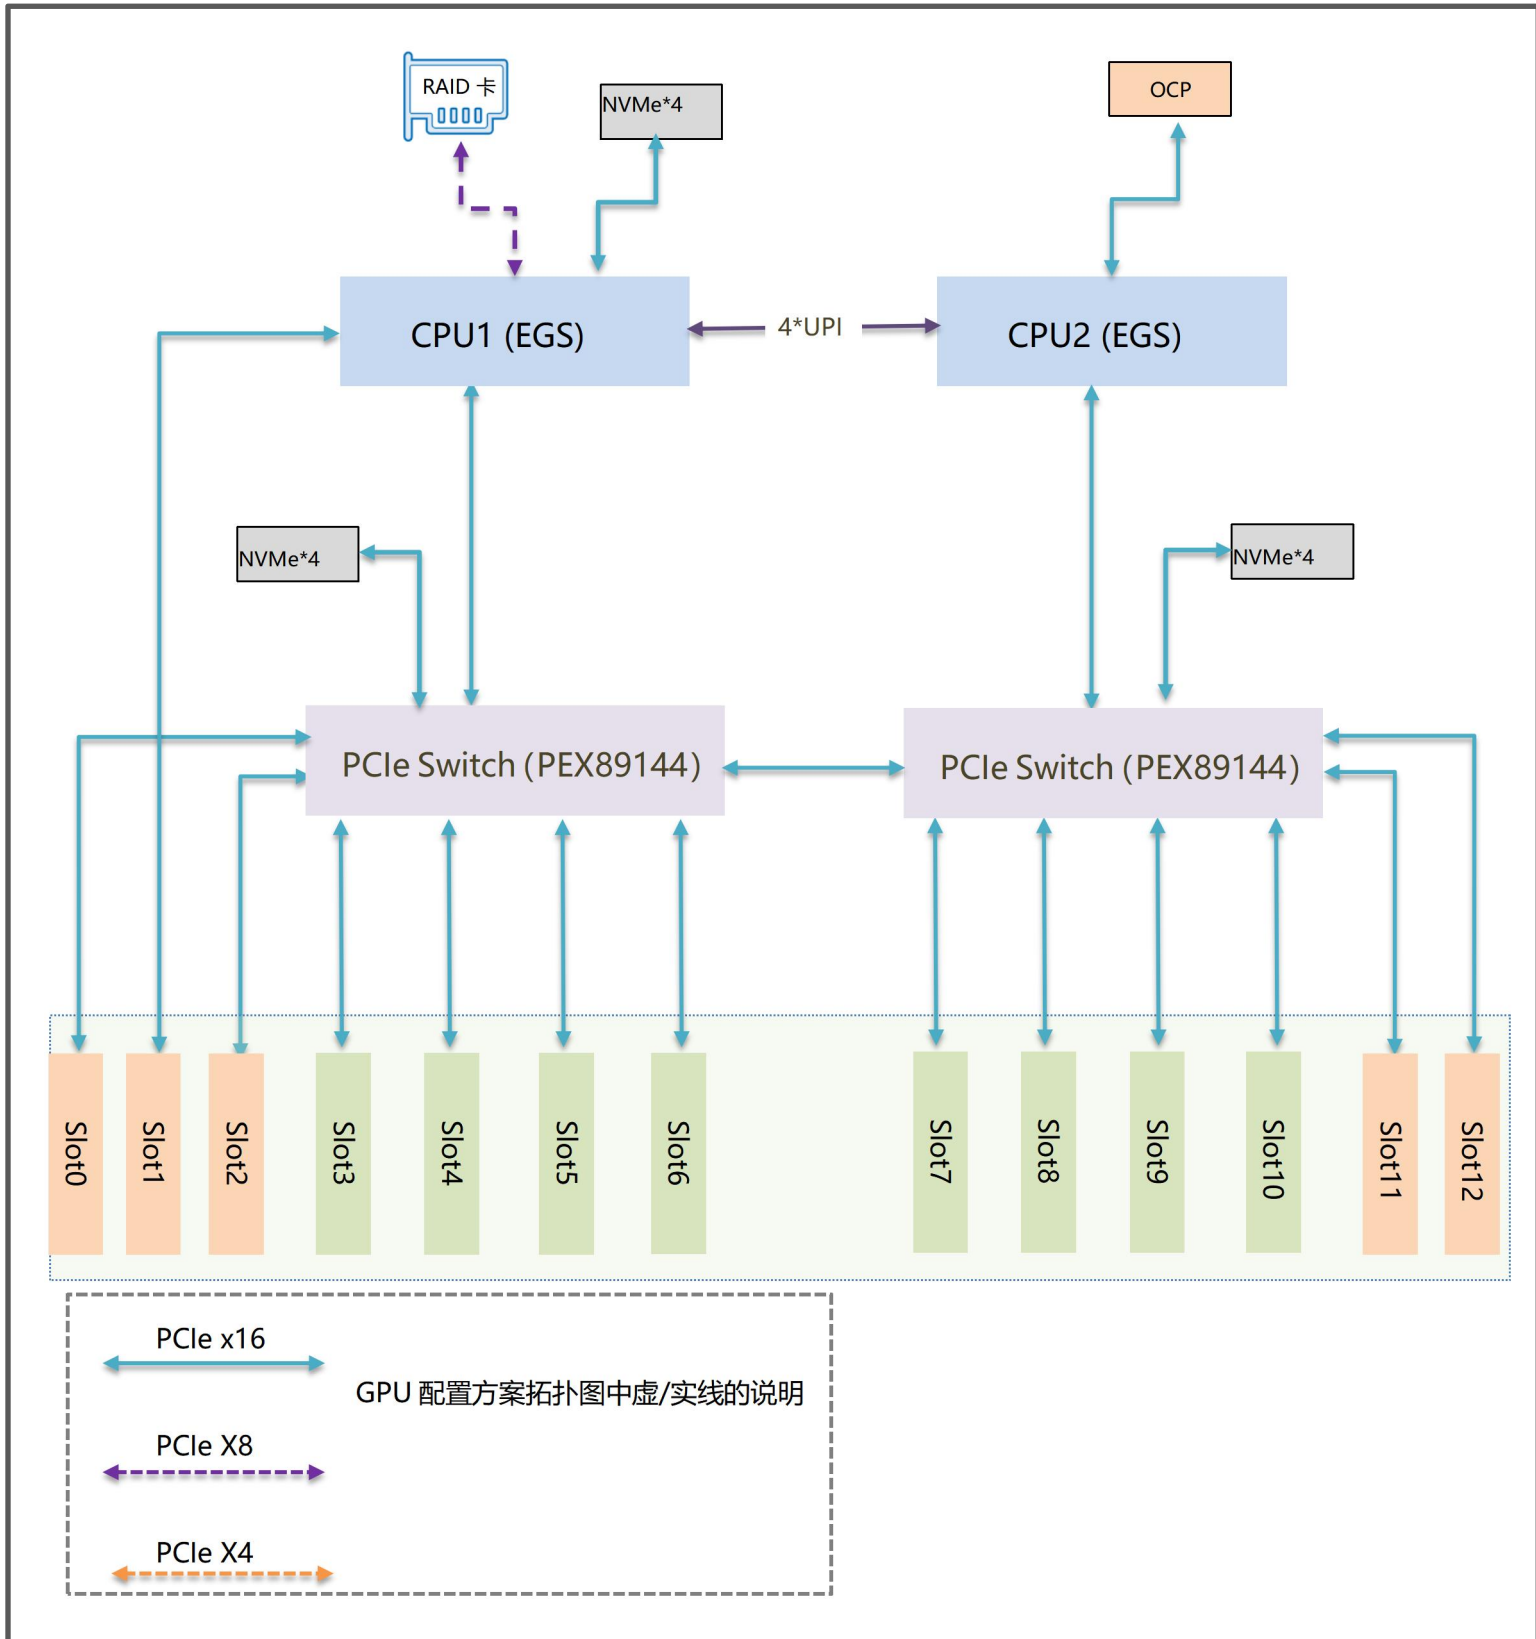 RAID 卡
NVMe*4
OCP
CPU1 (EGS)
4*UPI
CPU2 (EGS)
NVMe*4
NVMe*4
PCIe Switch (PEX89144)
PCIe Switch (PEX89144)
Slot0
Slot1
Slot2
Slot3
Slot4
Slot5
Slot6
Slot7
Slot8
Slot9
Slot10
Slot11
Slot12
PCIe x16
GPU 配置方案拓扑图中虚/实线的说明
PCIe X8
PCIe X4